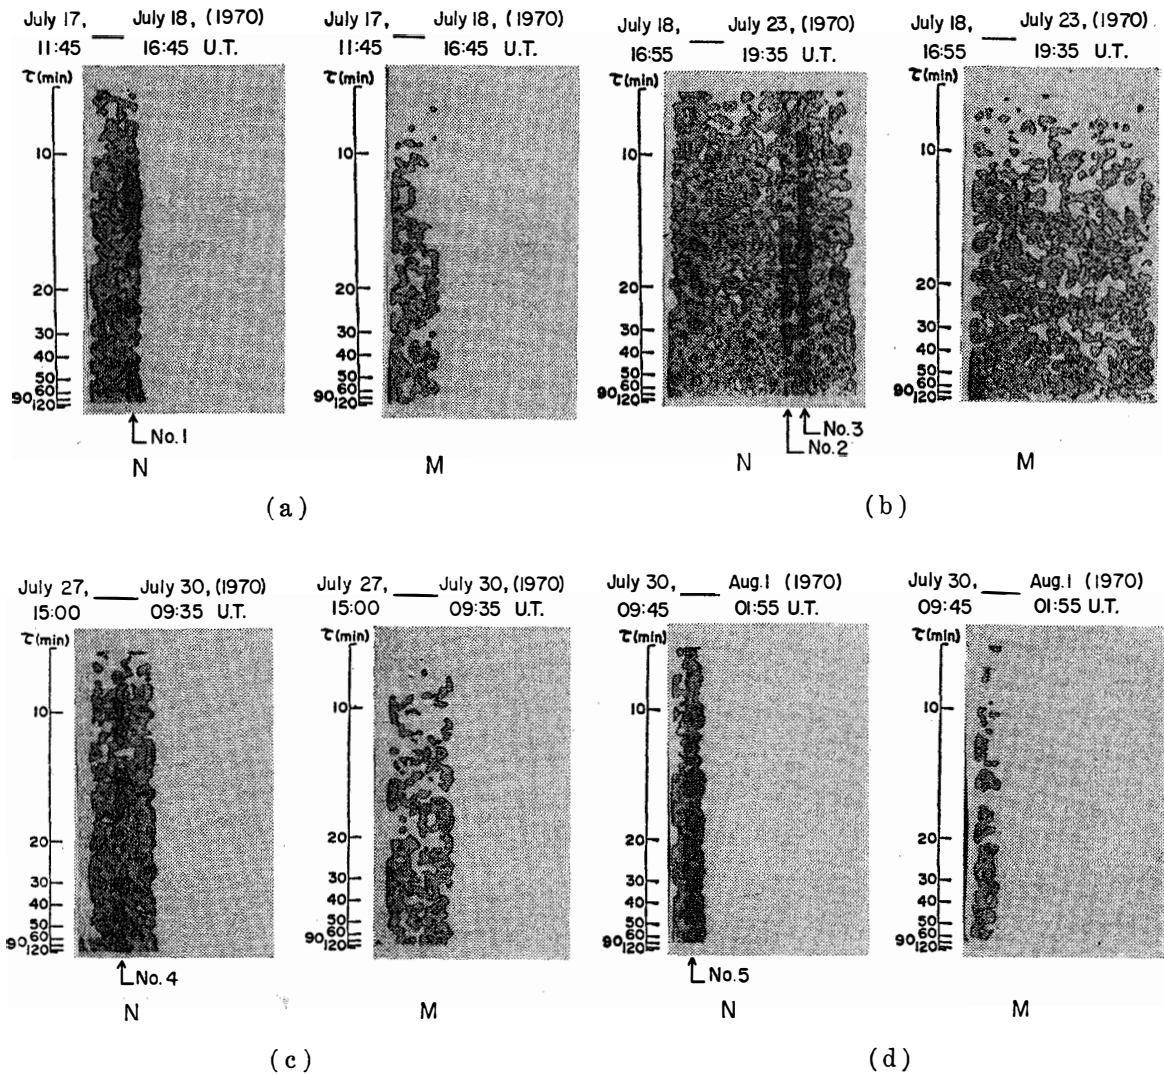 July 17, — July 18, (1970)
11:45 16:45 U.T.
τ(min)
10
20
30
40
50
60
90
120
No.1
N
July 17, — July 18, (1970)
11:45 16:45 U.T.
τ(min)
10
20
30
40
50
60
90
120
M
(a)
July 18, — July 23, (1970)
16:55 19:35 U.T.
τ(min)
10
20
30
40
50
60
90
120
No.3
No.2
N
July 18, — July 23, (1970)
16:55 19:35 U.T.
τ(min)
10
20
30
40
50
60
90
120
M
(b)
July 27, — July 30, (1970)
15:00 09:35 U.T.
τ(min)
10
20
30
40
50
60
90
120
No.4
N
July 27, — July 30, (1970)
15:00 09:35 U.T.
τ(min)
10
20
30
40
50
60
90
120
M
(c)
July 30, — Aug.1 (1970)
09:45 01:55 U.T.
τ(min)
10
20
30
40
50
60
90
120
No.5
N
July 30, — Aug.1 (1970)
09:45 01:55 U.T.
τ(min)
10
20
30
40
50
60
90
120
M
(d)